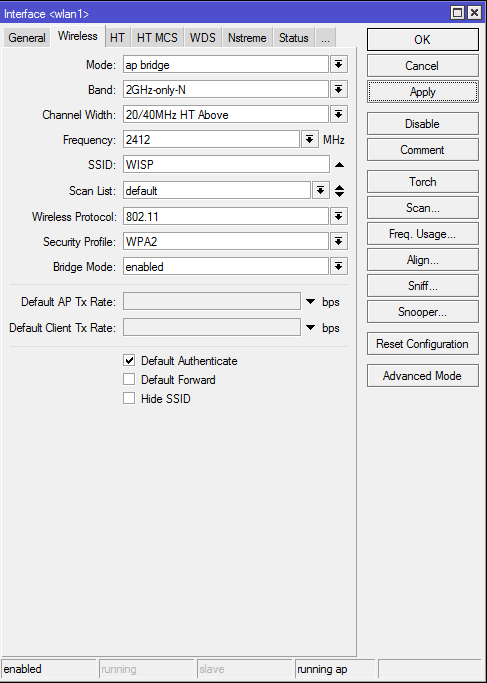 Interface <wlan1>
General Wireless HT HT MCS WDS Nstreme Status ...
Mode: ap bridge
Band: 2GHz-only-N
Channel Width: 20/40MHz HT Above
Frequency: 2412 MHz
SSID: WISP
Scan List: default
Wireless Protocol: 802.11
Security Profile: WPA2
Bridge Mode: enabled
Default AP Tx Rate: bps
Default Client Tx Rate: bps
Default Authenticate
Default Forward
Hide SSID
OK
Cancel
Apply
Disable
Comment
Torch
Scan...
Freq. Usage...
Align...
Sniff...
Snooper...
Reset Configuration
Advanced Mode
enabled running slave running ap